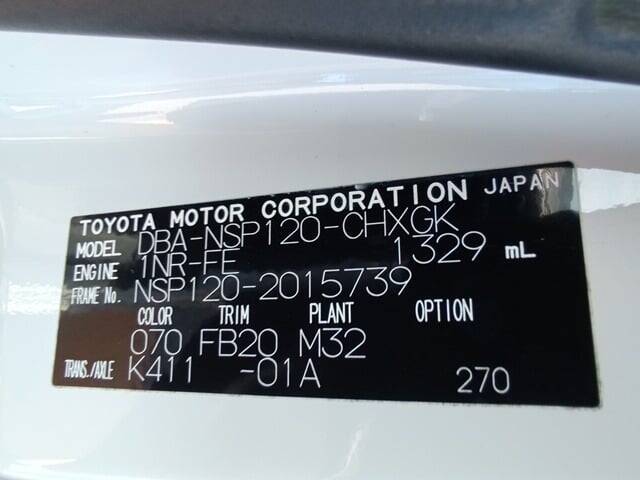 TOYOTA MOTOR CORPORATION JAPAN
MODEL DBA-NSP120-CHXGK
ENGINE 1NR-FE 1329 mL
FRAME No. NSP120-2015739
COLOR TRIM PLANT OPTION
070 FB20 M32
TRANS./AXLE K411 -01A 270